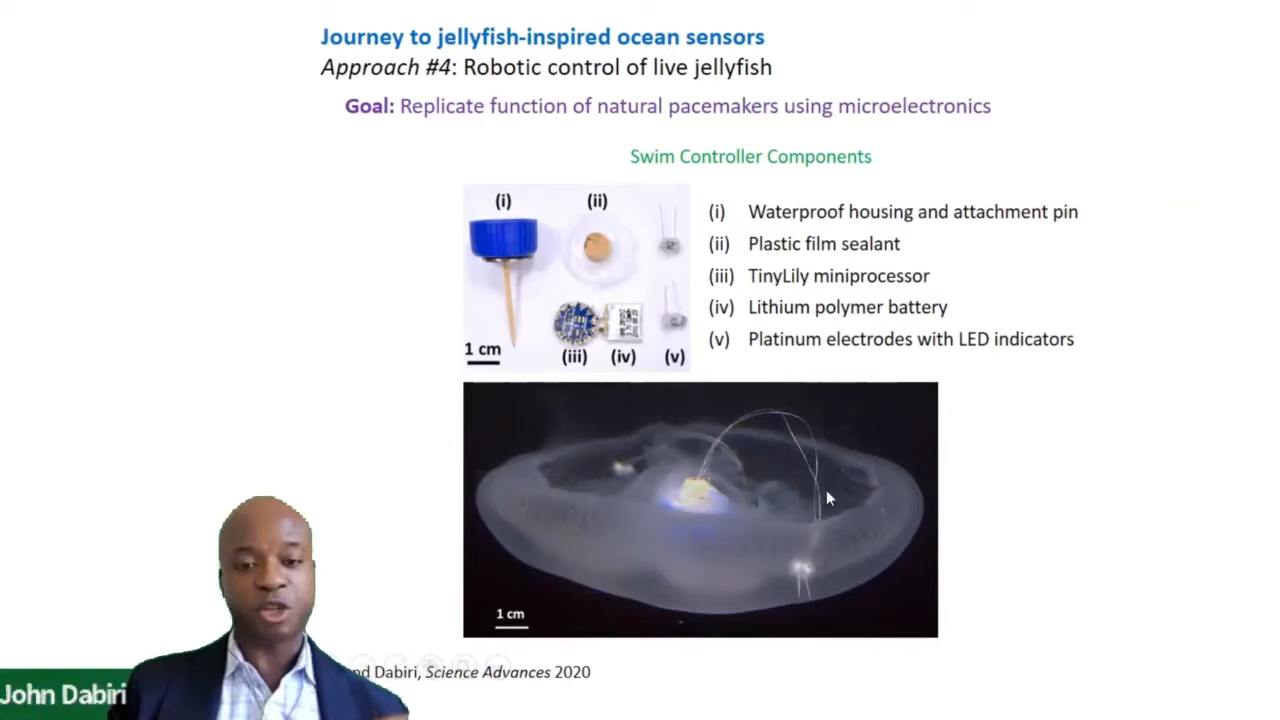 Journey to jellyfish-inspired ocean sensors
Approach #4: Robotic control of live jellyfish
Goal: Replicate function of natural pacemakers using microelectronics
Swim Controller Components
(i)
(ii)
1 cm
(iii)
(iv)
(v)
(i) Waterproof housing and attachment pin
(ii) Plastic film sealant
(iii) TinyLily miniprocessor
(iv) Lithium polymer battery
(v) Platinum electrodes with LED indicators
1 cm
Dabiri, Science Advances 2020
John Dabiri